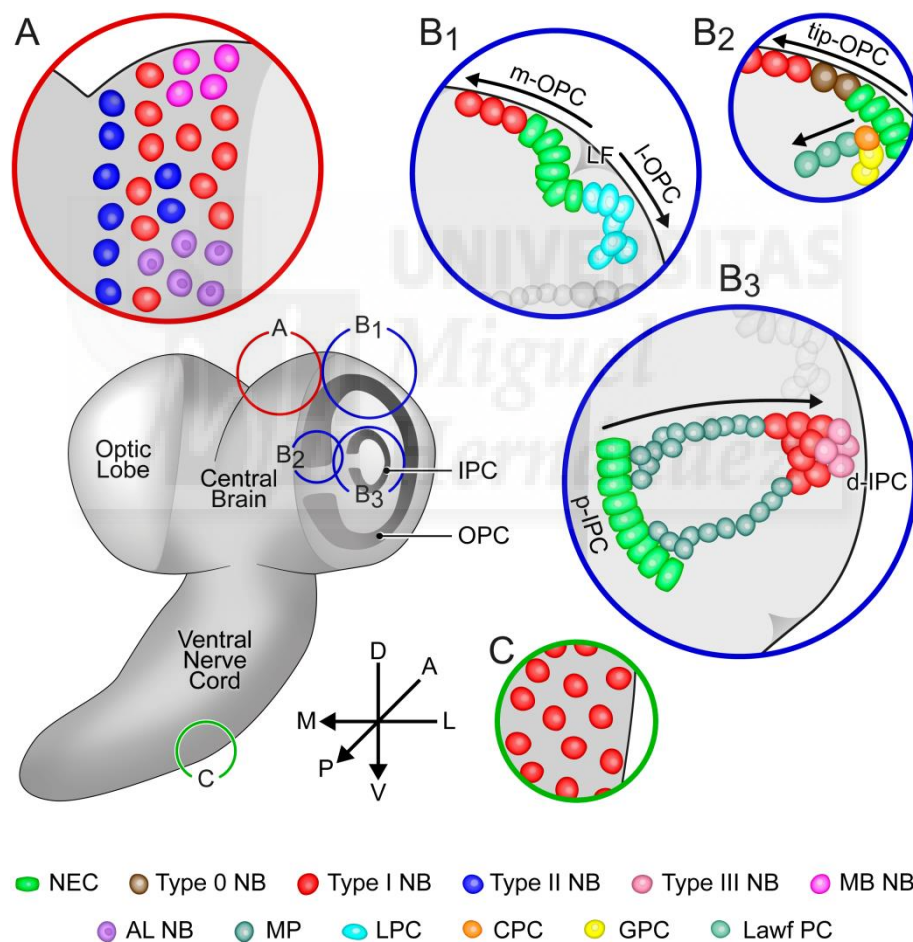 A
B1
m-OPC
LF
l-OPC
B2
tip-OPC
UNIVERSITAS
Miguel
Hernández
B3
p-IPC
d-IPC
A
B1
B2
B3
Optic
Lobe
Central
Brain
IPC
OPC
Ventral
Nerve
Cord
C
D
A
M
L
P
V
C
NEC Type 0 NB Type I NB Type II NB Type III NB MB NB
AL NB MP LPC CPC GPC Lawf PC